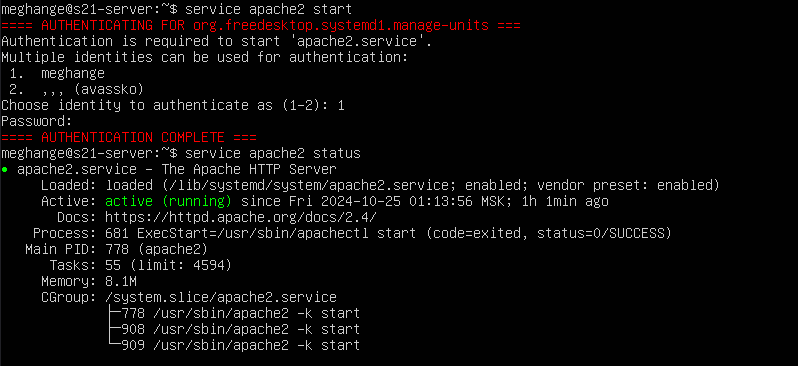 meghange@s21-server:~$ service apache2 start
==== AUTHENTICATING FOR org.freedesktop.systemd1.manage-units ===
Authentication is required to start 'apache2.service'.
Multiple identities can be used for authentication:
 1.  meghange
 2.  ,,, (avassko)
Choose identity to authenticate as (1-2): 1
Password:
==== AUTHENTICATION COMPLETE ===
meghange@s21-server:~$ service apache2 status
● apache2.service - The Apache HTTP Server
     Loaded: loaded (/lib/systemd/system/apache2.service; enabled; vendor preset: enabled)
     Active: active (running) since Fri 2024-10-25 01:13:56 MSK; 1h 1min ago
       Docs: https://httpd.apache.org/docs/2.4/
    Process: 681 ExecStart=/usr/sbin/apachectl start (code=exited, status=0/SUCCESS)
   Main PID: 778 (apache2)
      Tasks: 55 (limit: 4594)
     Memory: 8.1M
     CGroup: /system.slice/apache2.service
             ├─778 /usr/sbin/apache2 -k start
             ├─908 /usr/sbin/apache2 -k start
             └─909 /usr/sbin/apache2 -k start